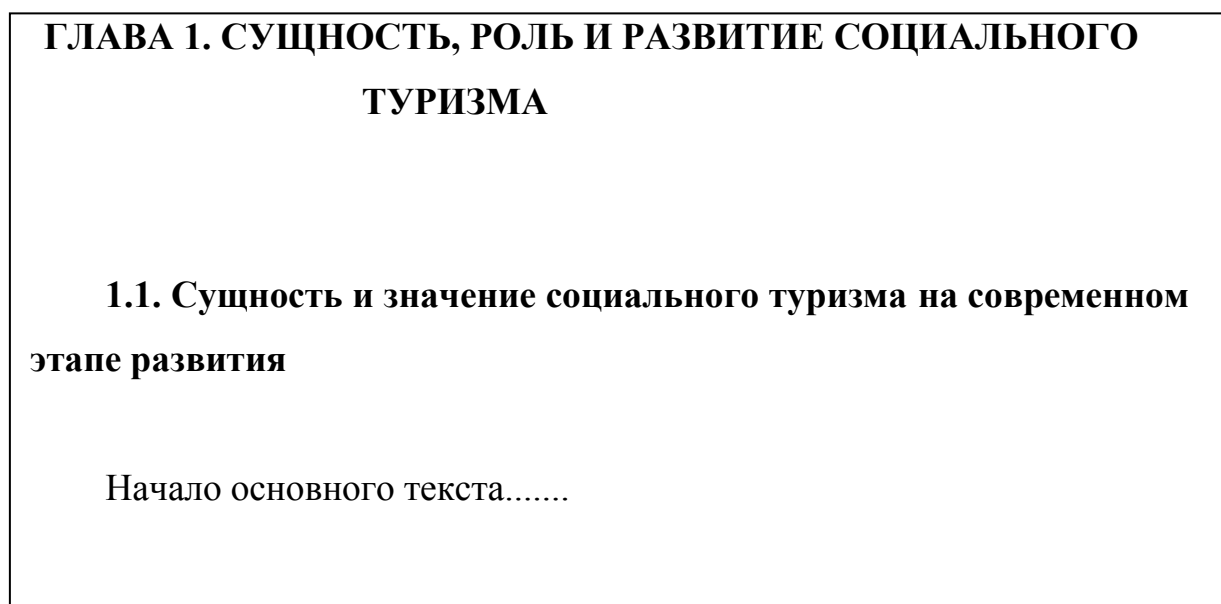 ГЛАВА 1. СУЩНОСТЬ, РОЛЬ И РАЗВИТИЕ СОЦИАЛЬНОГО
ТУРИЗМА
1.1. Сущность и значение социального туризма на современном
этапе развития
Начало основного текста.......